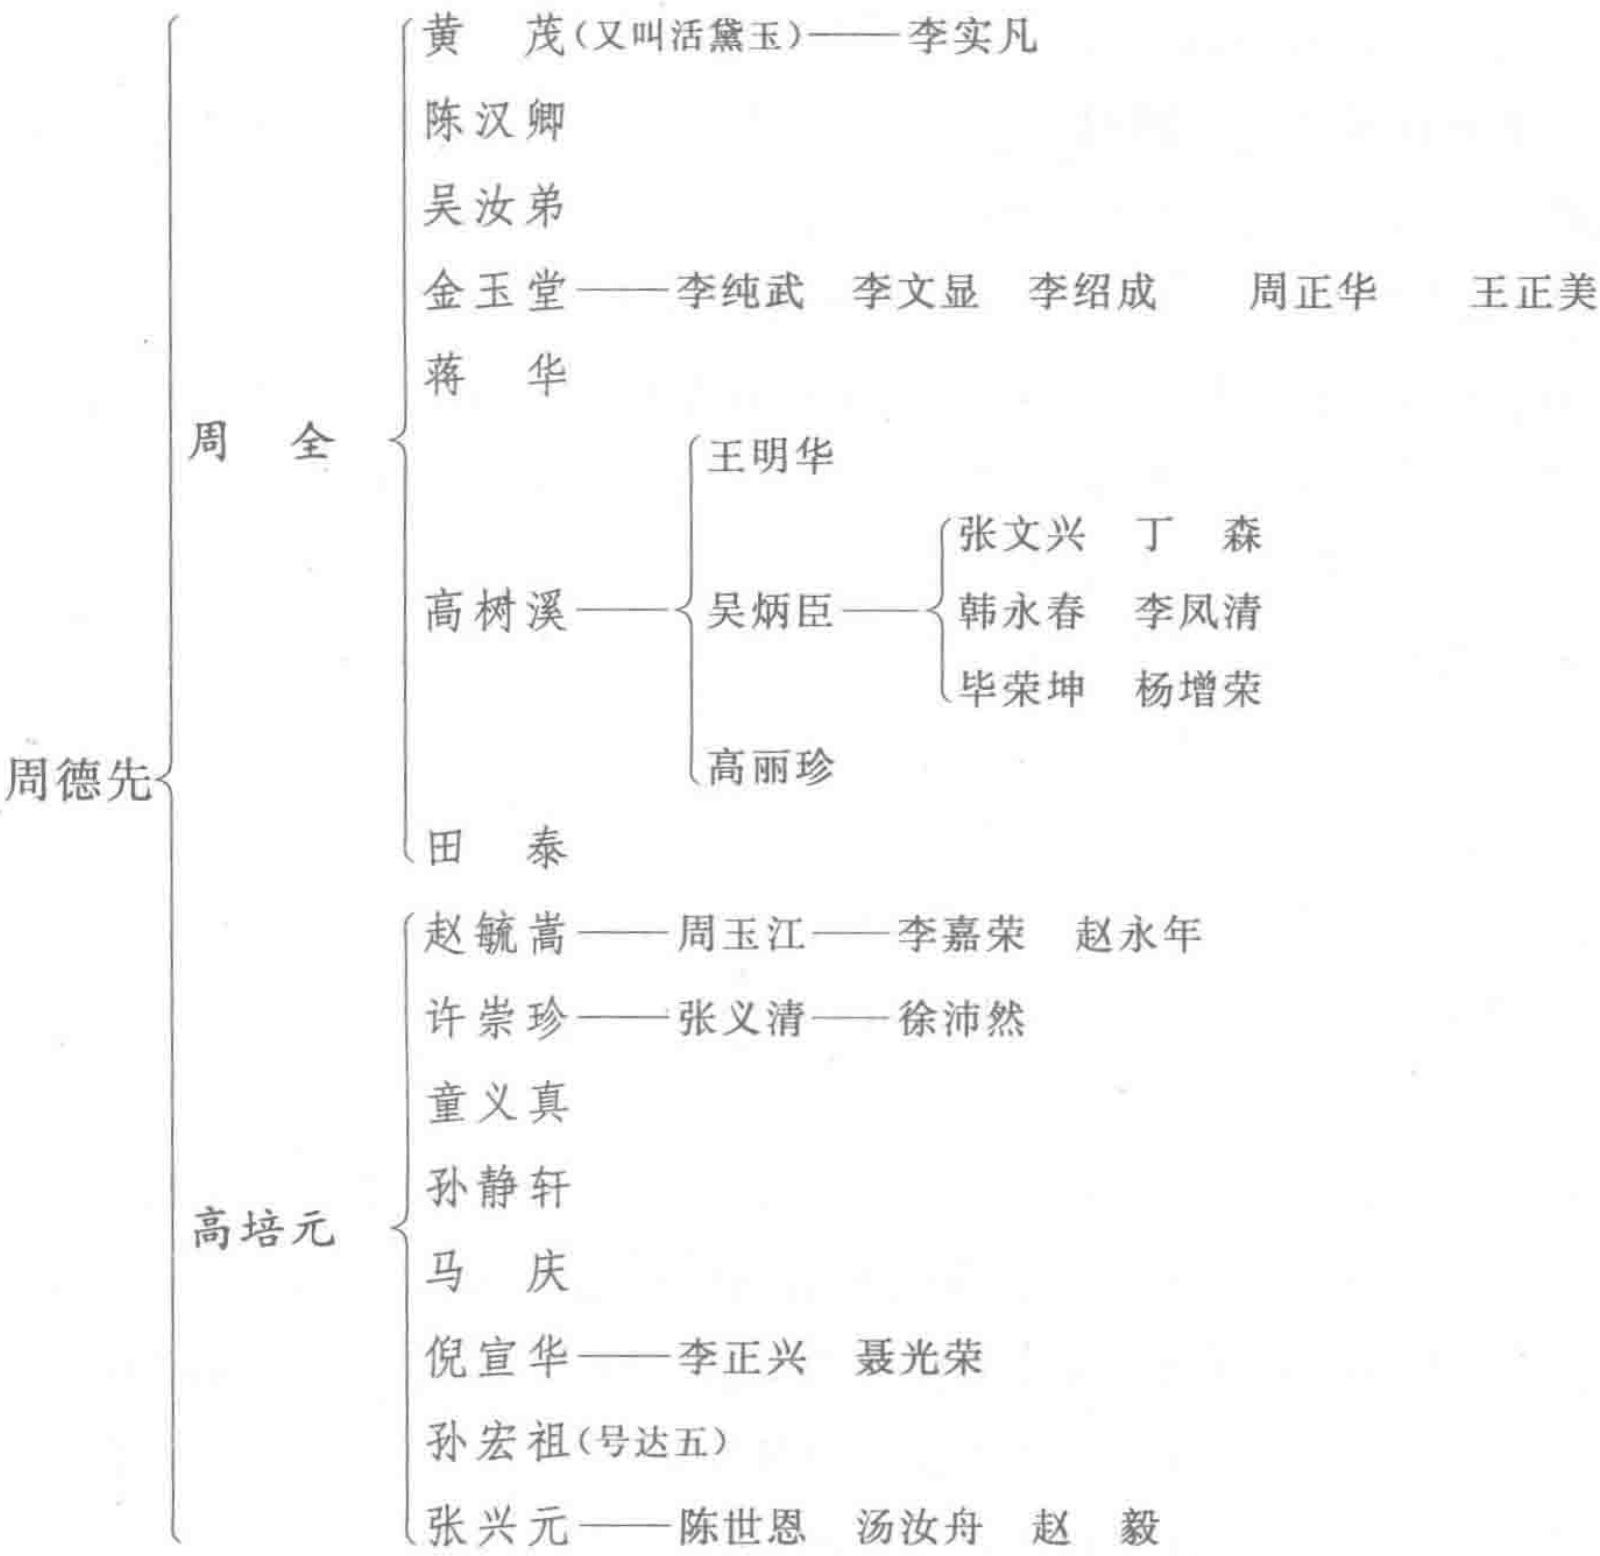 黄 茂(又叫活黛玉)——李实凡
陈汉卿
吴汝弟
金玉堂——李纯武 李文显 李绍成 周正华 王正美
蒋 华
周 全
王明华
张文兴 丁 森
高树溪——吴炳臣——韩永春 李凤清
毕荣坤 杨增荣
高丽珍
周德先
田 泰
赵毓嵩——周玉江——李嘉荣 赵永年
许崇珍——张义清——徐沛然
童义真
孙静轩
高培元
马 庆
倪宣华——李正兴 聂光荣
孙宏祖(号达五)
张兴元——陈世恩 汤汝舟 赵 毅